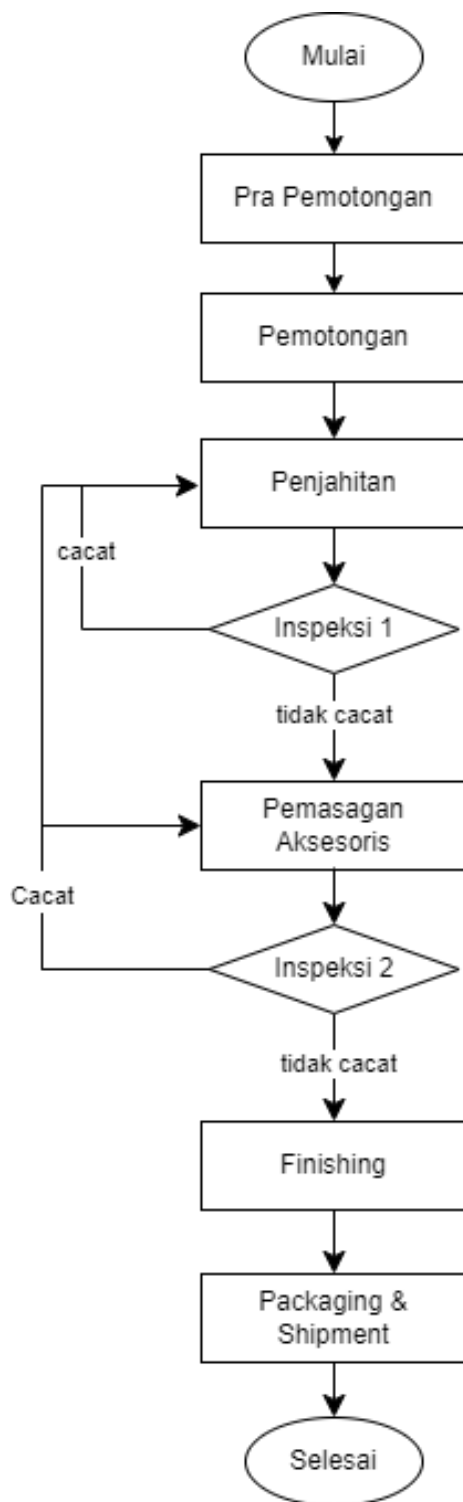 Mulai
Pra Pemotongan
Pemotongan
Penjahitan
cacat
Inspeksi 1
tidak cacat
Pemasagan
Aksesoris
Cacat
Inspeksi 2
tidak cacat
Finishing
Packaging &
Shipment
Selesai